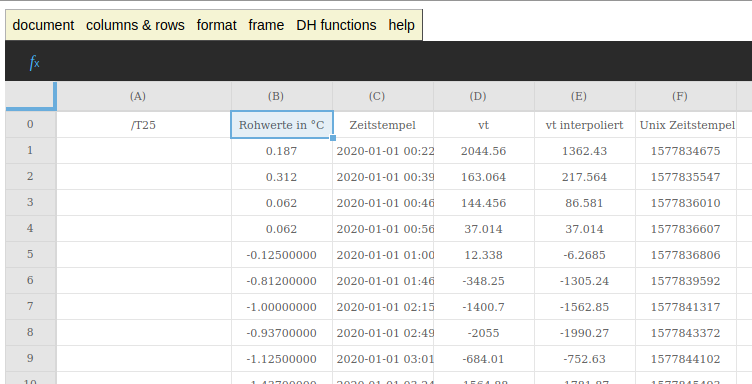 document columns & rows format frame DH functions help
fx
(A) (B) (C) (D) (E) (F)
0 /T25 Rohwerte in °C Zeitstempel vt vt interpoliert Unix Zeitstempel
1 0.187 2020-01-01 00:22 2044.56 1362.43 1577834675
2 0.312 2020-01-01 00:39 163.064 217.564 1577835547
3 0.062 2020-01-01 00:46 144.456 86.581 1577836010
4 0.062 2020-01-01 00:56 37.014 37.014 1577836607
5 -0.12500000 2020-01-01 01:00 12.338 -6.2685 1577836806
6 -0.81200000 2020-01-01 01:46 -348.25 -1305.24 1577839592
7 -1.00000000 2020-01-01 02:15 -1400.7 -1562.85 1577841317
8 -0.93700000 2020-01-01 02:49 -2055 -1990.27 1577843372
9 -1.12500000 2020-01-01 03:01 -684.01 -752.63 1577844102